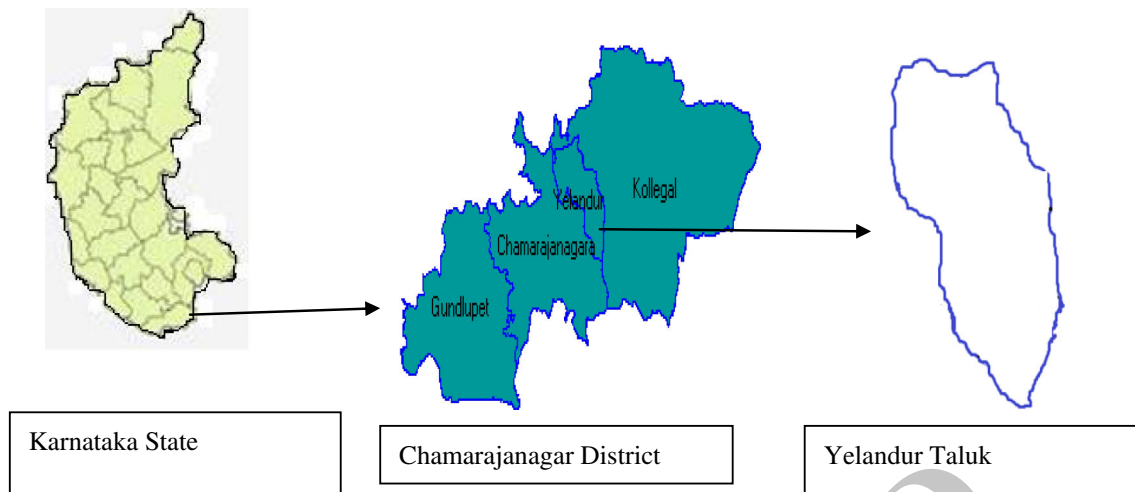 Yelandur
Kollegal
Chamarajanagara
Gundlupet
Karnataka State
Chamarajanagar District
Yelandur Taluk